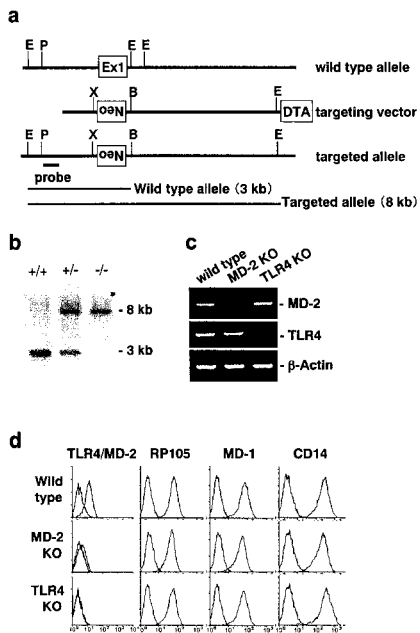 a
E P E E
Ex1
wild type allele
X B E
Neo DTA
targeting vector
E P X B E
Neo
targeted allele
probe
Wild type allele (3 kb)
Targeted allele (8 kb)
b
+/+ +/- -/-
- 8 kb
- 3 kb
c
wild type MD-2 KO TLR4 KO
- MD-2
- TLR4
- β-Actin
d
TLR4/MD-2 RP105 MD-1 CD14
Wild type
MD-2 KO
TLR4 KO